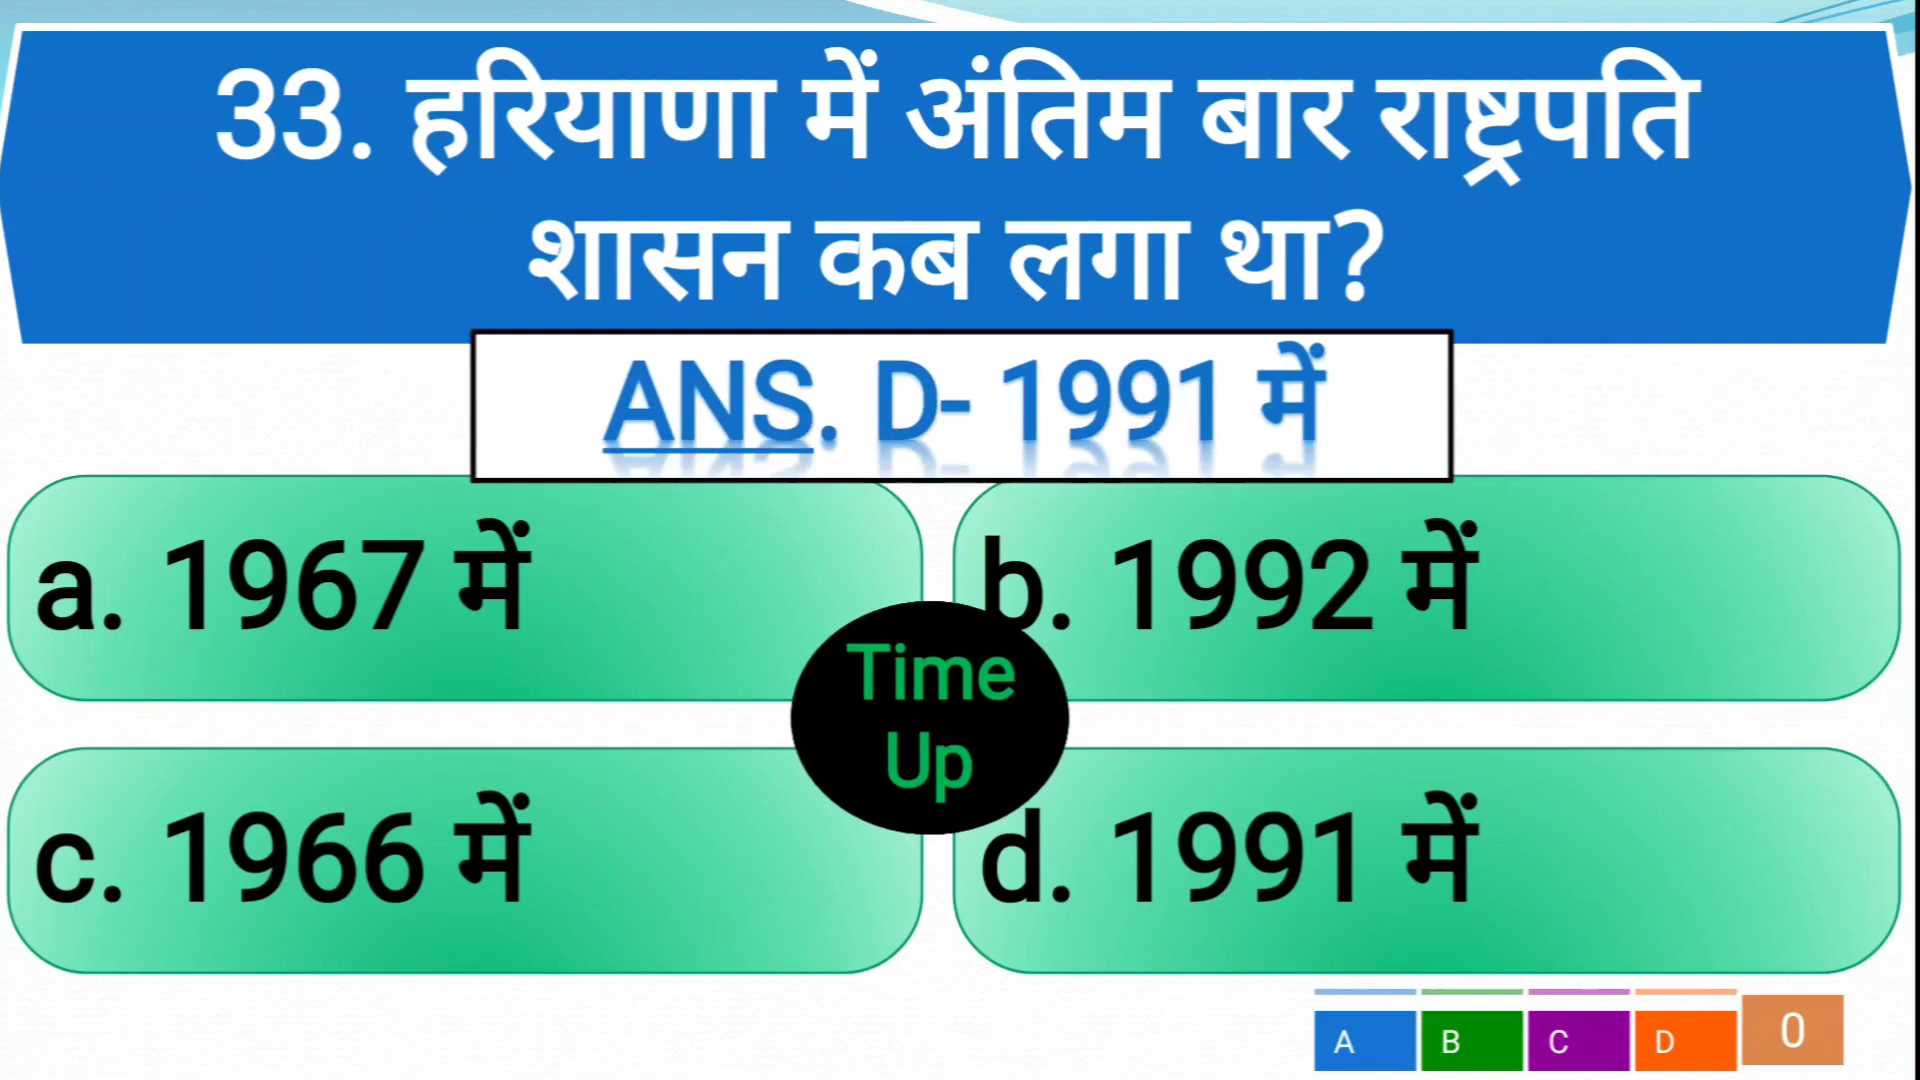 33. हरियाणा में अंतिम बार राष्ट्रपति
शासन कब लगा था?
ANS. D- 1991 में
a. 1967 में
b. 1992 में
Time
Up
c. 1966 में
d. 1991 में
A B C D 0